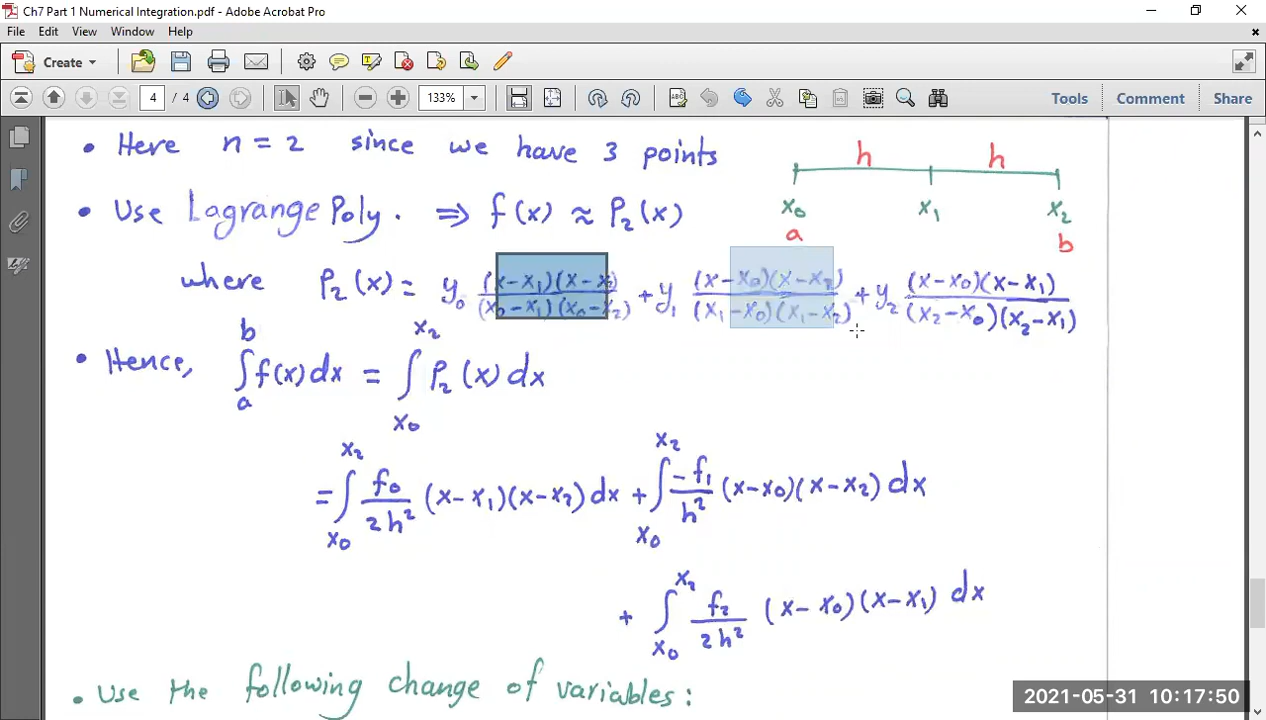 Ch7 Part 1 Numerical Integration.pdf - Adobe Acrobat Pro
File Edit View Window Help
Create
4 / 4 133% Tools Comment Share
• Here n = 2 since we have 3 points
h h
• Use Lagrange Poly. ⇒ f(x) ≈ P₂(x)
x₀ x₁ x₂
a b
where P₂(x) = y₀ (x-x₁)(x-x₂)/(x₀-x₁)(x₀-x₂) + y₁ (x-x₀)(x-x₂)/(x₁-x₀)(x₁-x₂) + y₂ (x-x₀)(x-x₁)/(x₂-x₀)(x₂-x₁)
• Hence, ∫ₐᵇ f(x)dx = ∫_{x₀}^{x₂} P₂(x) dx
= ∫_{x₀}^{x₂} f₀/2h² (x-x₁)(x-x₂) dx + ∫_{x₀}^{x₂} -f₁/h² (x-x₀)(x-x₂) dx
+ ∫_{x₀}^{x₂} f₂/2h² (x-x₀)(x-x₁) dx
• Use the following change of variables:
2021-05-31 10:17:50